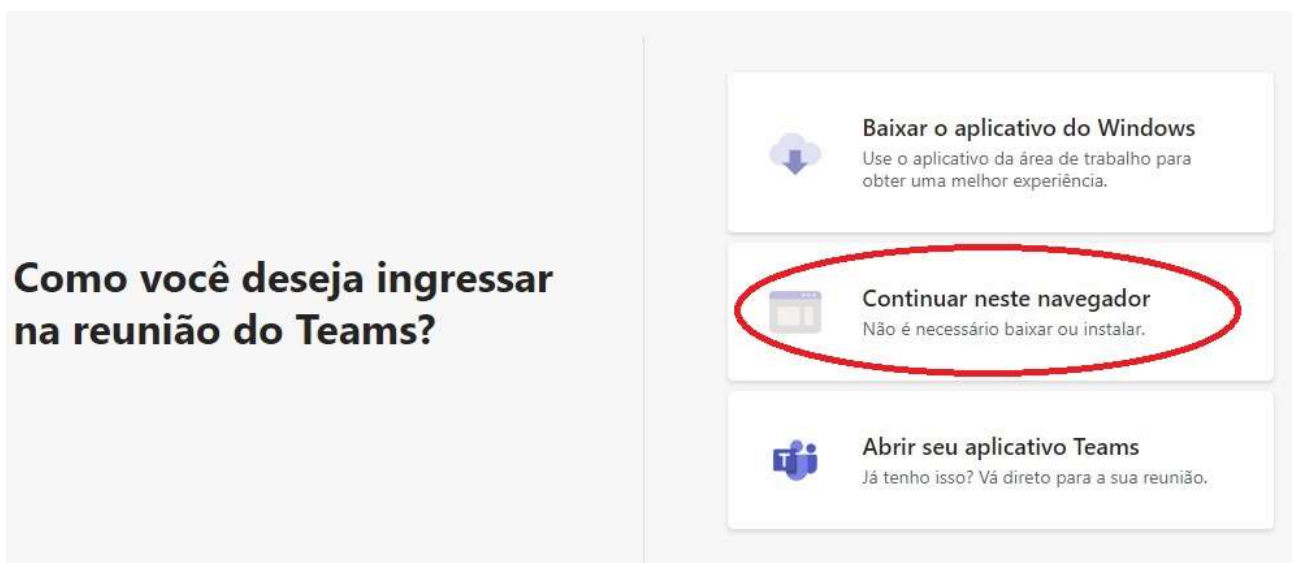 Como você deseja ingressar
na reunião do Teams?
Baixar o aplicativo do Windows
Use o aplicativo da área de trabalho para
obter uma melhor experiência.
Continuar neste navegador
Não é necessário baixar ou instalar.
Abrir seu aplicativo Teams
Já tenho isso? Vá direto para a sua reunião.